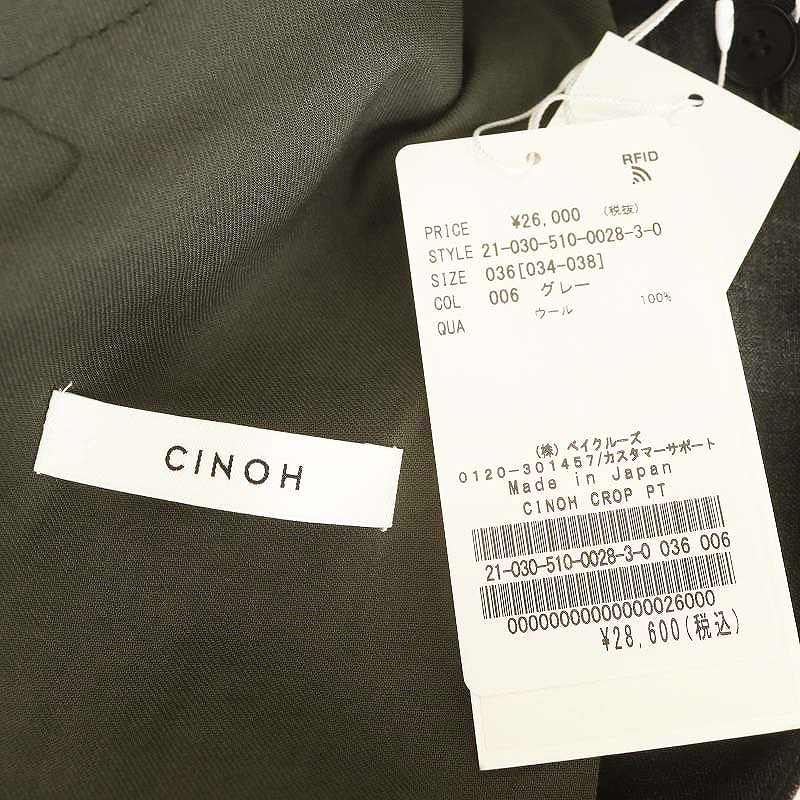 CINOH
RFID
PRICE ¥26,000 (税抜)
STYLE 21-030-510-0028-3-0
SIZE 036[034-038]
COL 006 グレー
QUA ウール 100%
(株) ベイクルーズ
0120-301457/カスタマーサポート
Made in Japan
CINOH CROP PT
21-030-510-0028-3-0 036 006
00000000000000026000
¥28,600(税込)